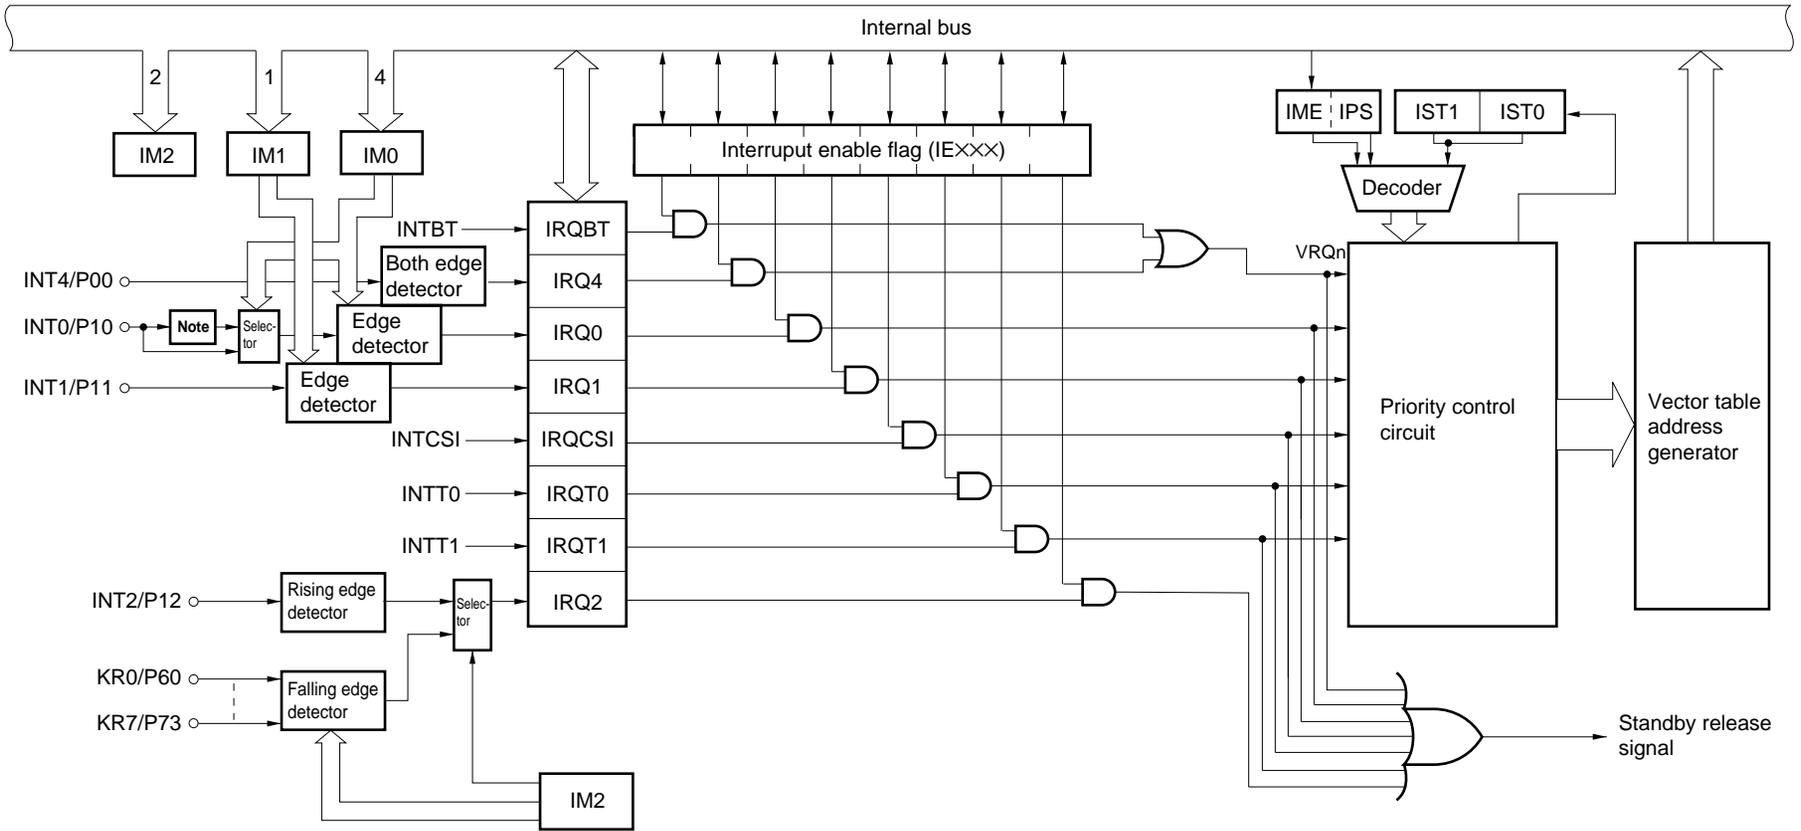 Internal bus
2
1
4
IM2
IM1
IM0
Interruput enable flag (IE×××)
IME
IPS
IST1
IST0
Decoder
INTBT
IRQBT
INT4/P00
Both edge
detector
IRQ4
VRQn
INT0/P10
Note
Selec-
tor
Edge
detector
IRQ0
INT1/P11
Edge
detector
IRQ1
Priority control
circuit
Vector table
address
generator
INTCSI
IRQCSI
INTT0
IRQT0
INTT1
IRQT1
INT2/P12
Rising edge
detector
Selec-
tor
IRQ2
KR0/P60
KR7/P73
Falling edge
detector
Standby release
signal
IM2